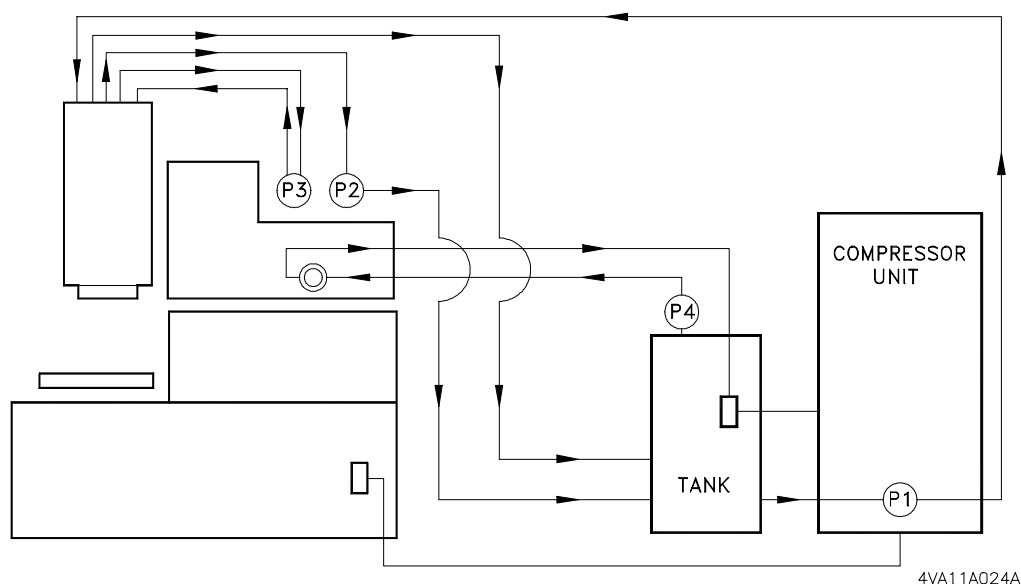 P3
P2
COMPRESSOR
UNIT
P4
TANK
P1
4VA11A024A